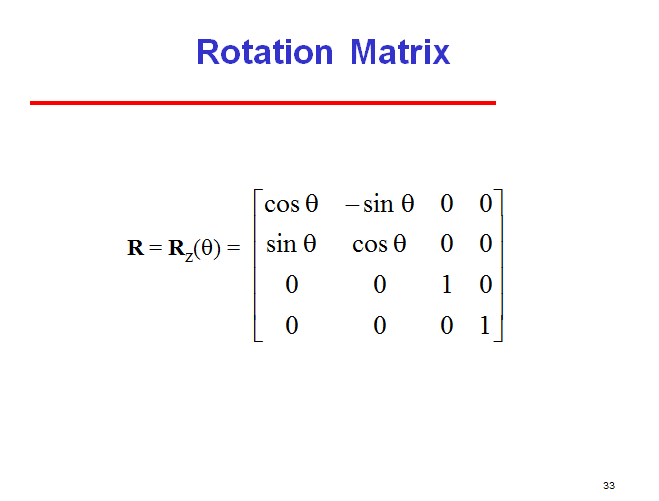 Rotation Matrix
cos θ −sin θ 0 0
R = Rz(θ) = sin θ cos θ 0 0
0 0 1 0
0 0 0 1
33